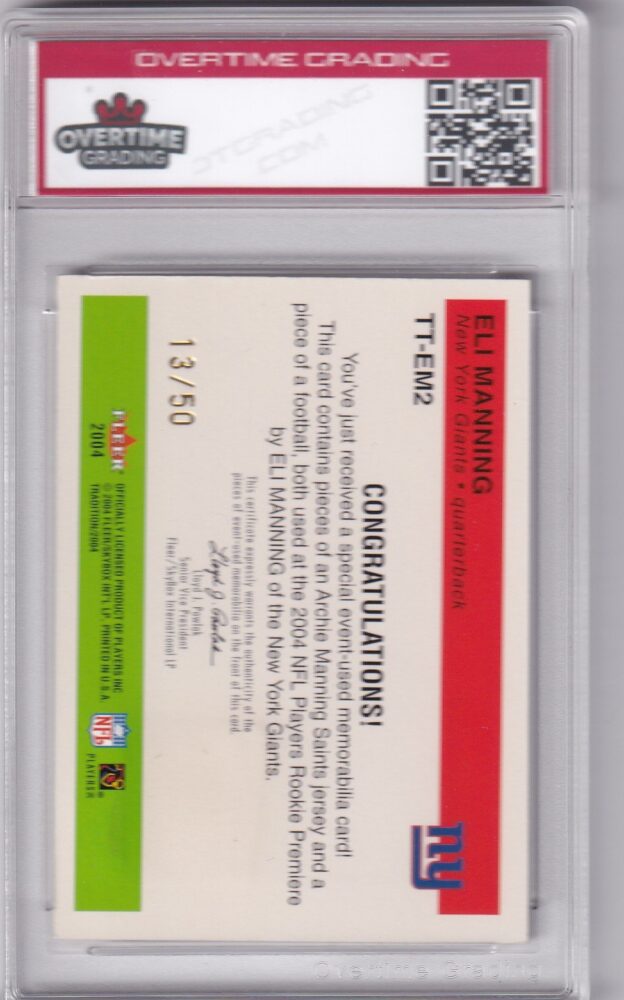 OVERTIME GRADING
OVERTIME
GRADING
OTGRADING
.COM
ELI MANNING
New York Giants • quarterback
TT-EM2
ny
CONGRATULATIONS!
You've just received a special event-used memorabilia card!
This card contains pieces of an Archie Manning Saints jersey and a
piece of a football, both used at the 2004 NFL Players Rookie Premiere
by ELI MANNING of the New York Giants.
This certificate expressly warrants the authenticity of the
pieces of event-used memorabilia on the front of this card.
Lloyd J. Pawlak
Lloyd J. Pawlak
Senior Vice President
Fleer/SkyBox International LP
13/50
FLEER
2004
OFFICIALLY LICENSED PRODUCT OF PLAYERS INC
© 2004 FLEER/SKYBOX INT'L LP. PRINTED IN U.S.A.
TRADITION/2004
NFL
PLAYERS
Overtime Grading